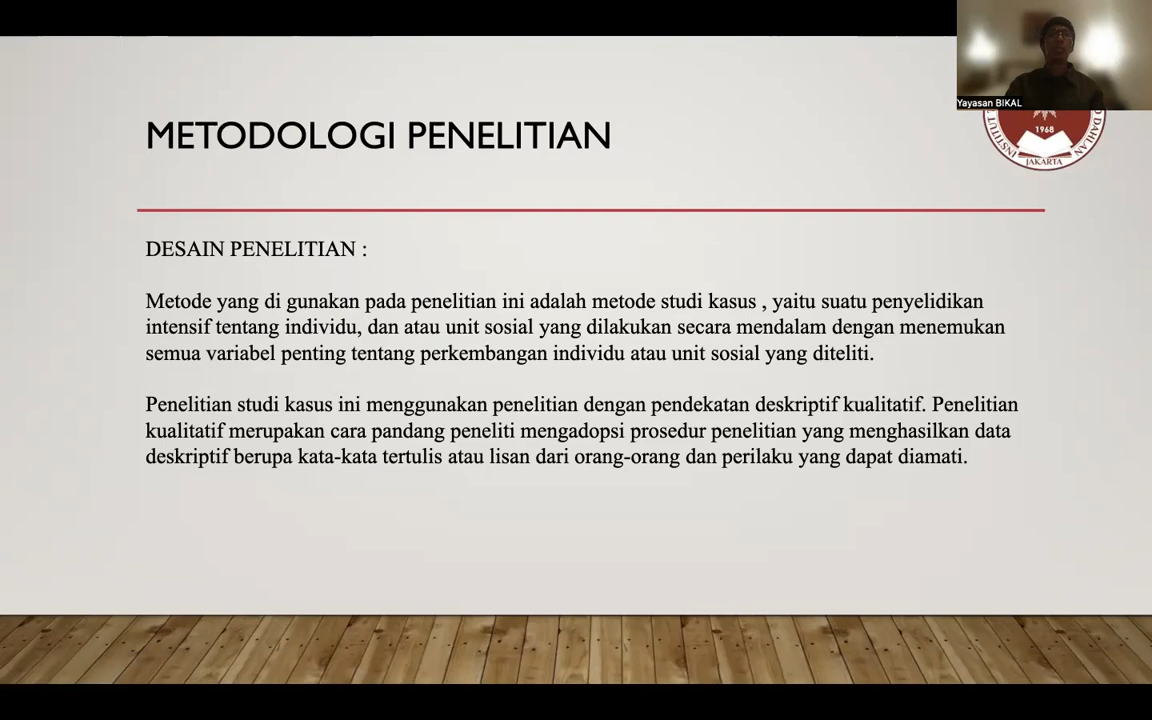 Yayasan BIKAL
METODOLOGI PENELITIAN
1968
INSTITUT
DAHLAN
JAKARTA
DESAIN PENELITIAN :
Metode yang di gunakan pada penelitian ini adalah metode studi kasus , yaitu suatu penyelidikan
intensif tentang individu, dan atau unit sosial yang dilakukan secara mendalam dengan menemukan
semua variabel penting tentang perkembangan individu atau unit sosial yang diteliti.
Penelitian studi kasus ini menggunakan penelitian dengan pendekatan deskriptif kualitatif. Penelitian
kualitatif merupakan cara pandang peneliti mengadopsi prosedur penelitian yang menghasilkan data
deskriptif berupa kata-kata tertulis atau lisan dari orang-orang dan perilaku yang dapat diamati.